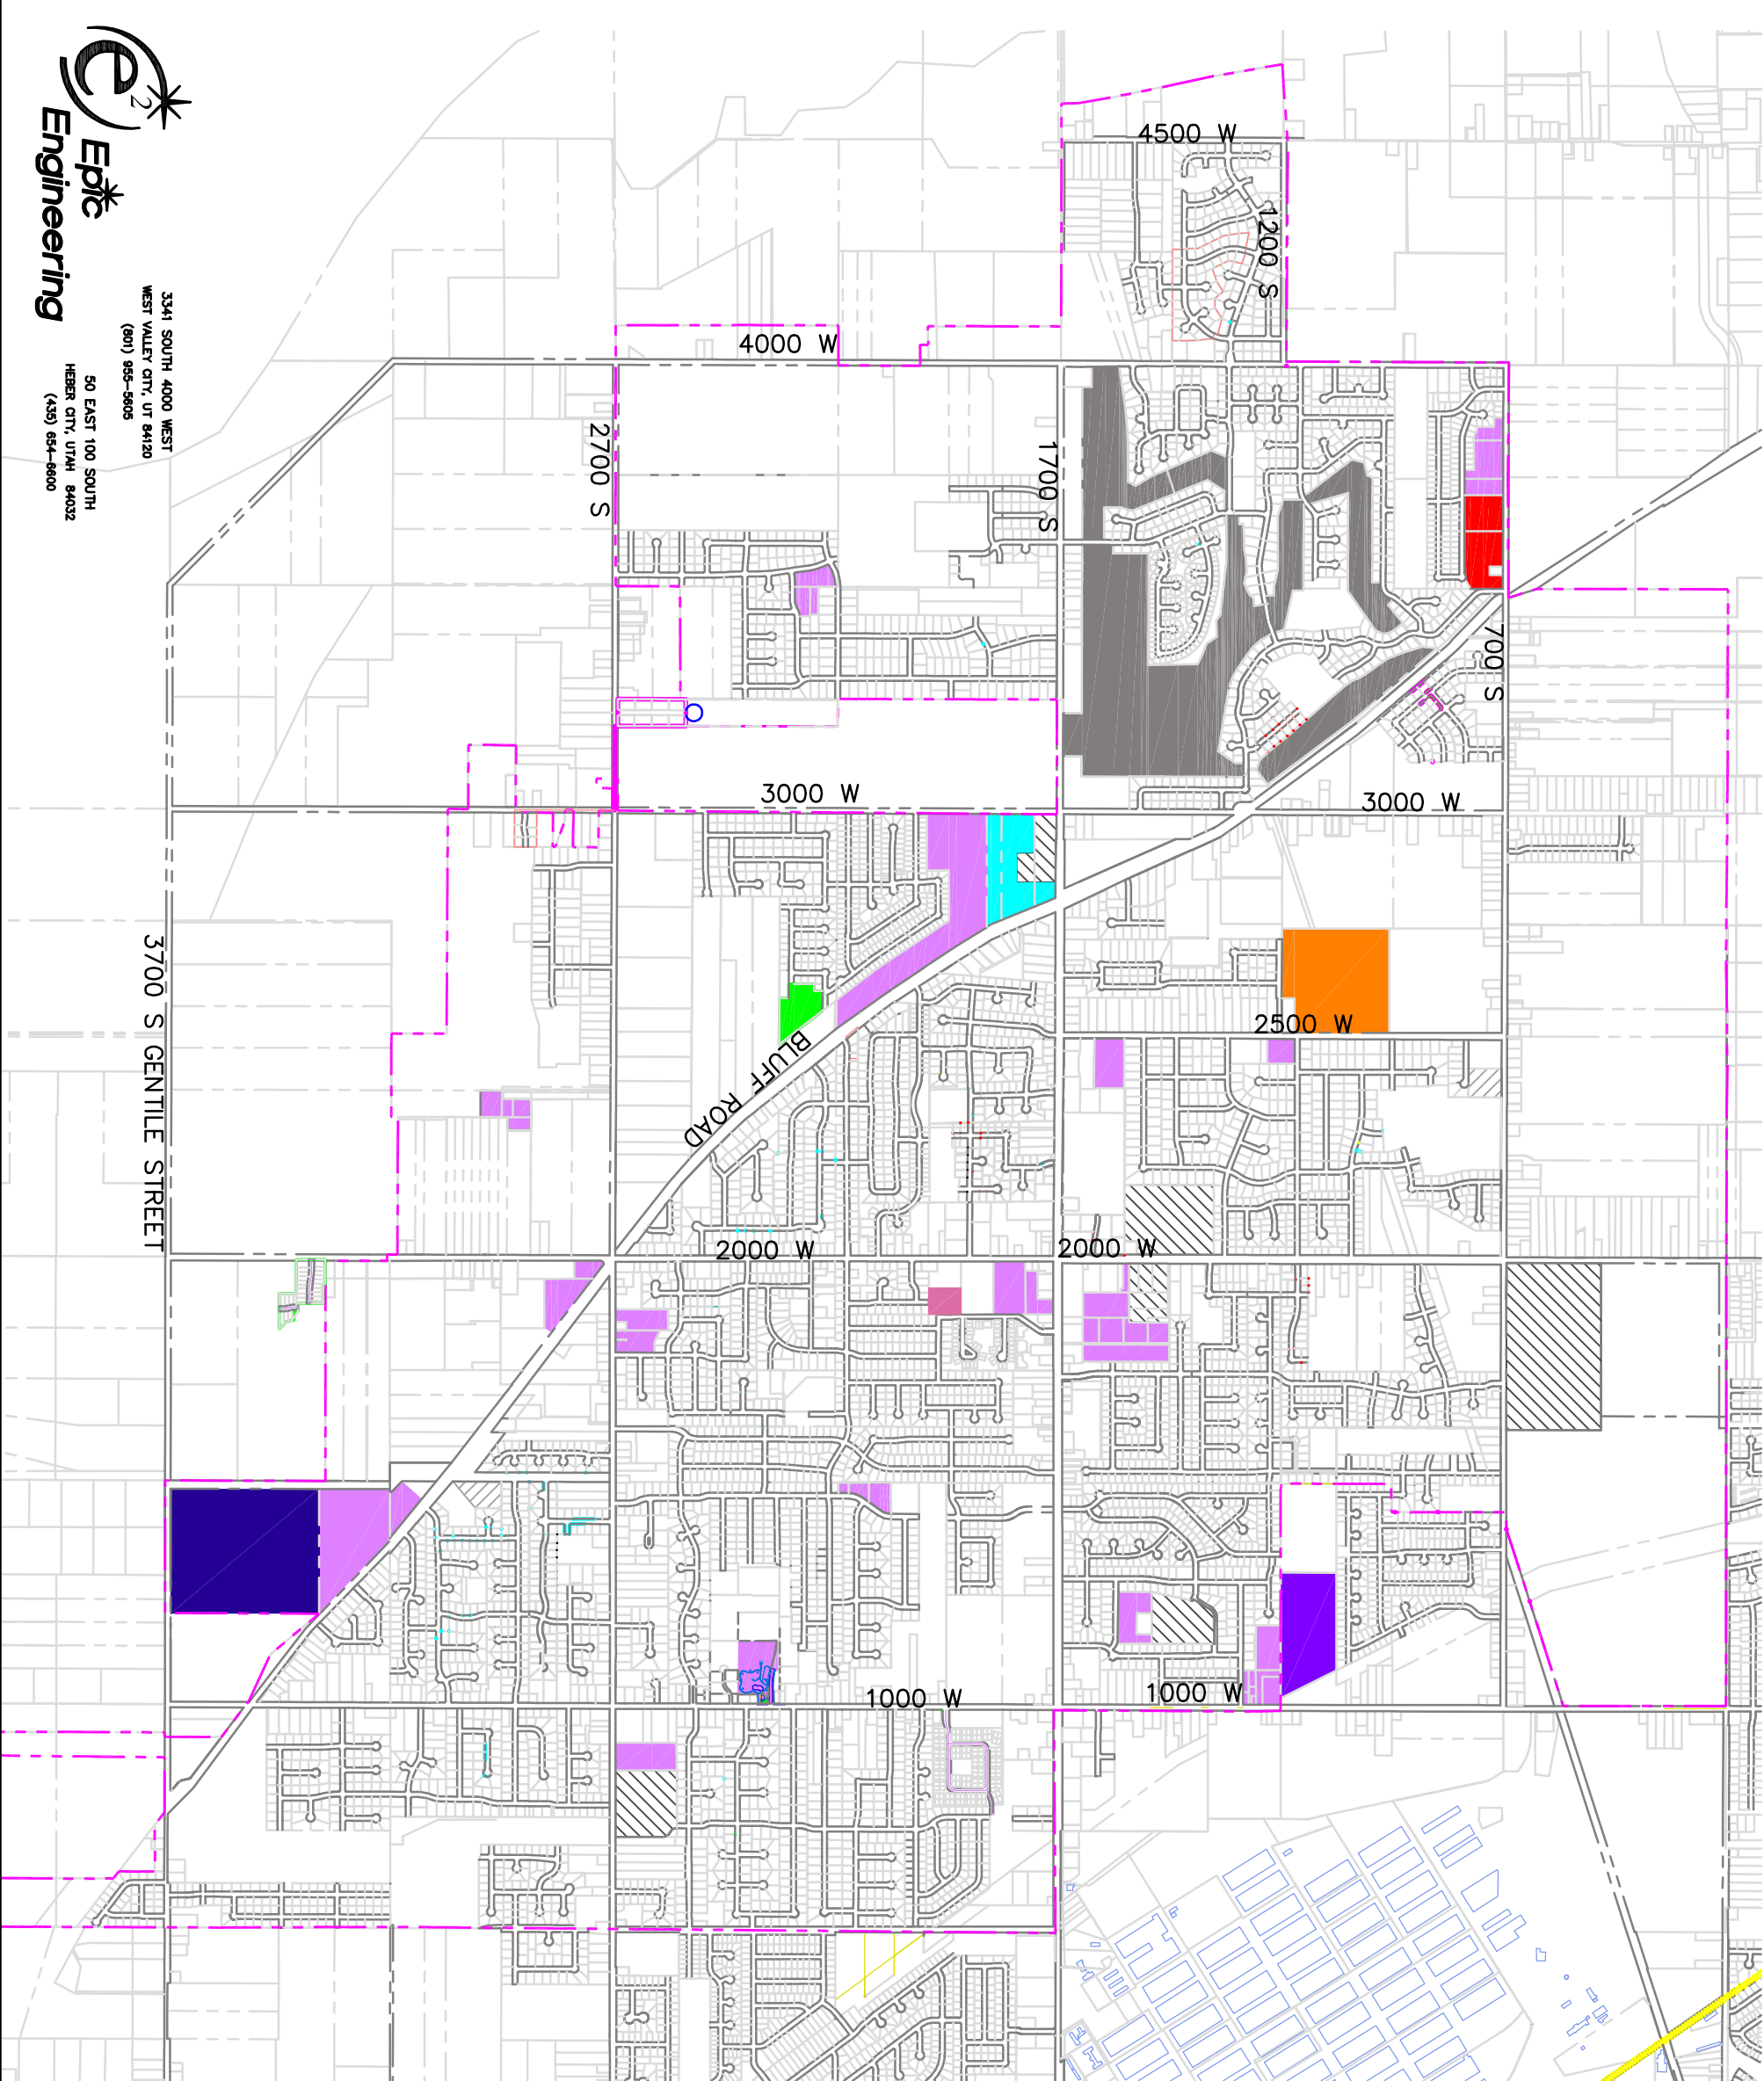 e2
Epic
Engineering
3341 SOUTH 4000 WEST
WEST VALLEY CITY, UT 84120
(801) 955-5605
50 EAST 100 SOUTH
HEBER CITY, UTAH 84032
(435) 654-6600
4500 W
1200 S
4000 W
2700 S
1700 S
700 S
3000 W
3000 W
2500 W
BLUFF ROAD
3700 S GENTILE STREET
2000 W
2000 W
1000 W
1000 W